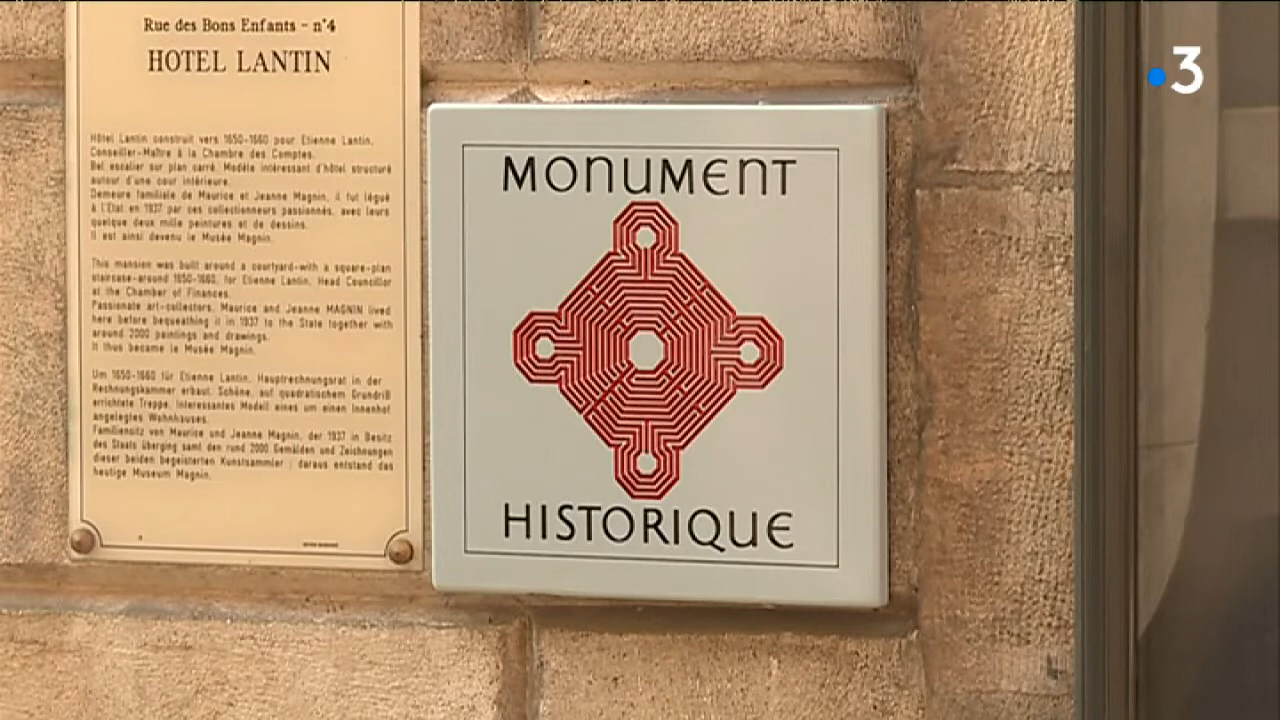 Rue des Bons Enfants - n°4
HOTEL LANTIN
Hôtel Lantin construit vers 1650-1660 pour Etienne Lantin,
Conseiller-Maître à la Chambre des Comptes.
Bel escalier sur plan carré. Modèle intéressant d'hôtel structuré
autour d'une cour intérieure.
Demeure familiale de Maurice et Jeanne Magnin, il fut légué
à l'Etat en 1937 par ces collectionneurs passionnés, avec leurs
quelque deux mille peintures et de dessins.
Il est ainsi devenu le Musée Magnin.
This mansion was built around a courtyard-with a square-plan
staircase-around 1650-1660, for Etienne Lantin, Head Councillor
at the Chamber of Finances.
Passionate art-collectors, Maurice and Jeanne MAGNIN lived
here before bequeathing it in 1937 to the State together with
around 2000 paintings and drawings.
It thus became le Musée Magnin.
Um 1650-1660 für Etienne Lantin, Hauptrechnungsrat in der
Rechnungskammer erbaut. Schöne, auf quadratischem Grundriß
errichtete Treppe. Interessantes Modell eines um einen Innenhof
angelegtes Wohnhauses.
Familiensitz von Maurice und Jeanne Magnin, der 1937 in Besitz
des Staats überging samt den rund 2000 Gemälden und Zeichnungen
dieser beiden begeisterten Kunstsammler : daraus entstand das
heutige Museum Magnin.
MONUMENT
HISTORIQUE
3